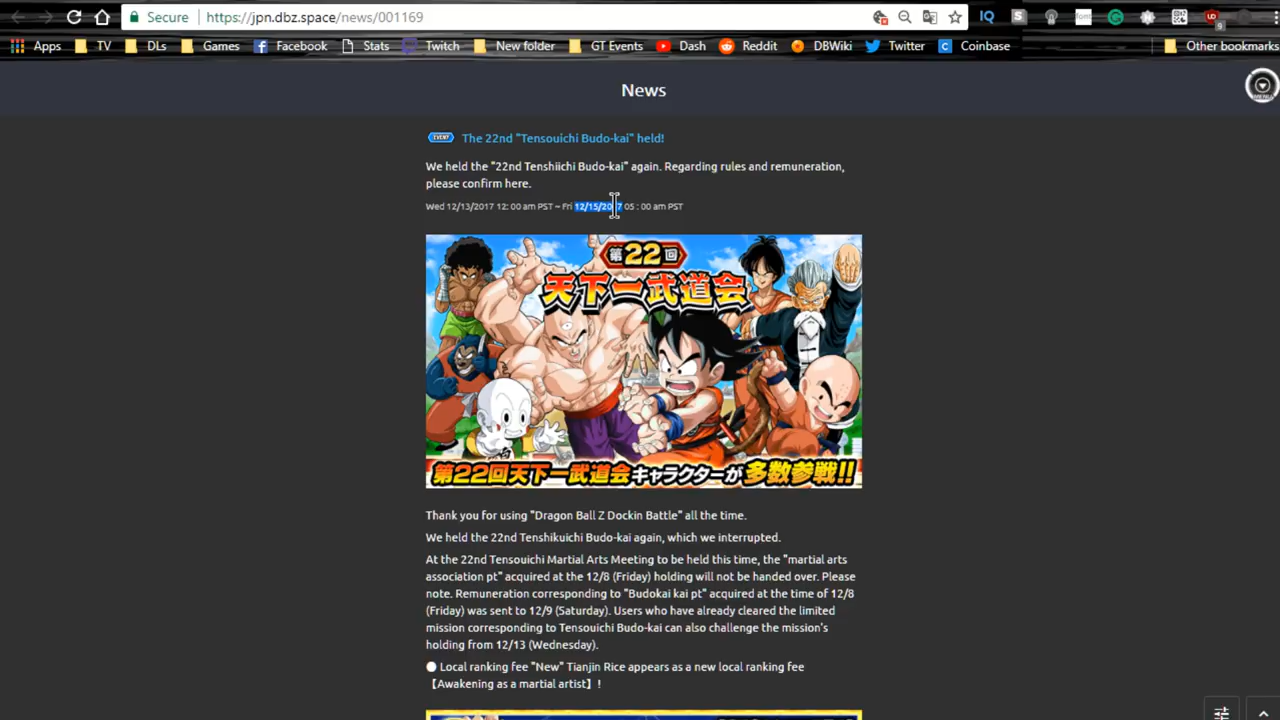 Secure https://jpn.dbz.space/news/001169
Apps TV DLs Games Facebook Stats Twitch New folder GT Events Dash Reddit DBWiki Twitter Coinbase Other bookmarks
News
EVENT The 22nd "Tensouichi Budo-kai" held!
We held the "22nd Tenshiichi Budo-kai" again. Regarding rules and remuneration,
please confirm here.
Wed 12/13/2017 12: 00 am PST ~ Fri 12/15/2017 05 : 00 am PST
第22回
天下一武道会
第22回天下一武道会キャラクターが多数参戦!!
Thank you for using "Dragon Ball Z Dockin Battle" all the time.
We held the 22nd Tenshikuichi Budo-kai again, which we interrupted.
At the 22nd Tensouichi Martial Arts Meeting to be held this time, the "martial arts
association pt" acquired at the 12/8 (Friday) holding will not be handed over. Please
note. Remuneration corresponding to "Budokai kai pt" acquired at the time of 12/8
(Friday) was sent to 12/9 (Saturday). Users who have already cleared the limited
mission corresponding to Tensouichi Budo-kai can also challenge the mission's
holding from 12/13 (Wednesday).
● Local ranking fee "New" Tianjin Rice appears as a new local ranking fee
【Awakening as a martial artist】 !